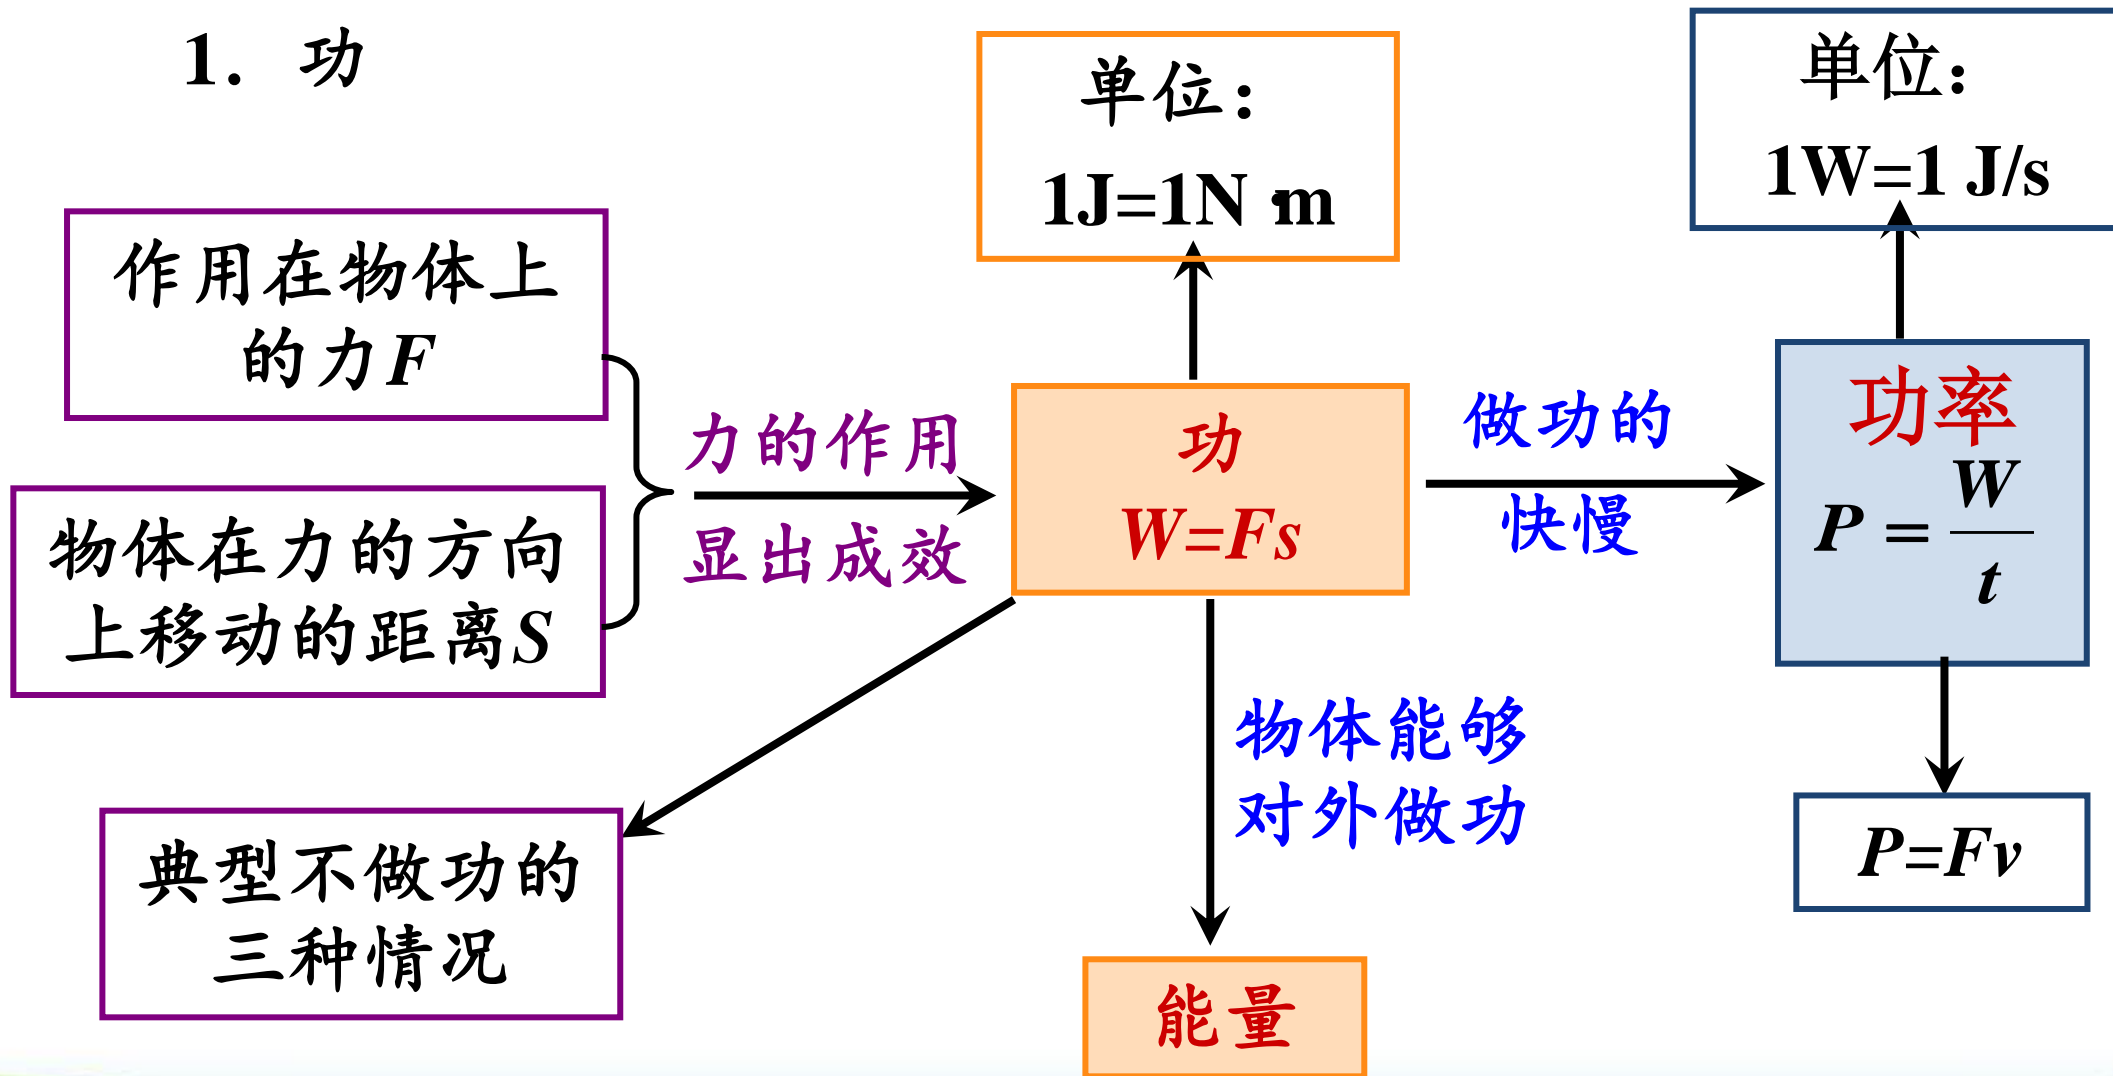 1. 功
单位：
1J=1N·m
单位：
1W=1 J/s
作用在物体上
的力F
物体在力的方向
上移动的距离S
力的作用
显出成效
功
W=Fs
做功的
快慢
功率
P = W/t
物体能够
对外做功
P=Fv
典型不做功的
三种情况
能量